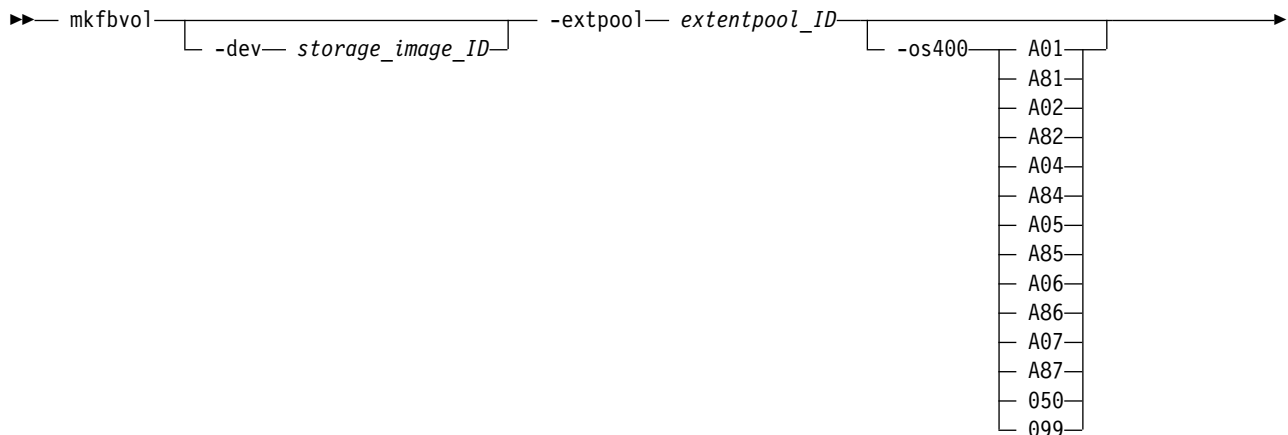 mkfbvol -extpool extentpool_ID
-dev storage_image_ID -os400 A01
A81
A02
A82
A04
A84
A05
A85
A06
A86
A07
A87
050
099